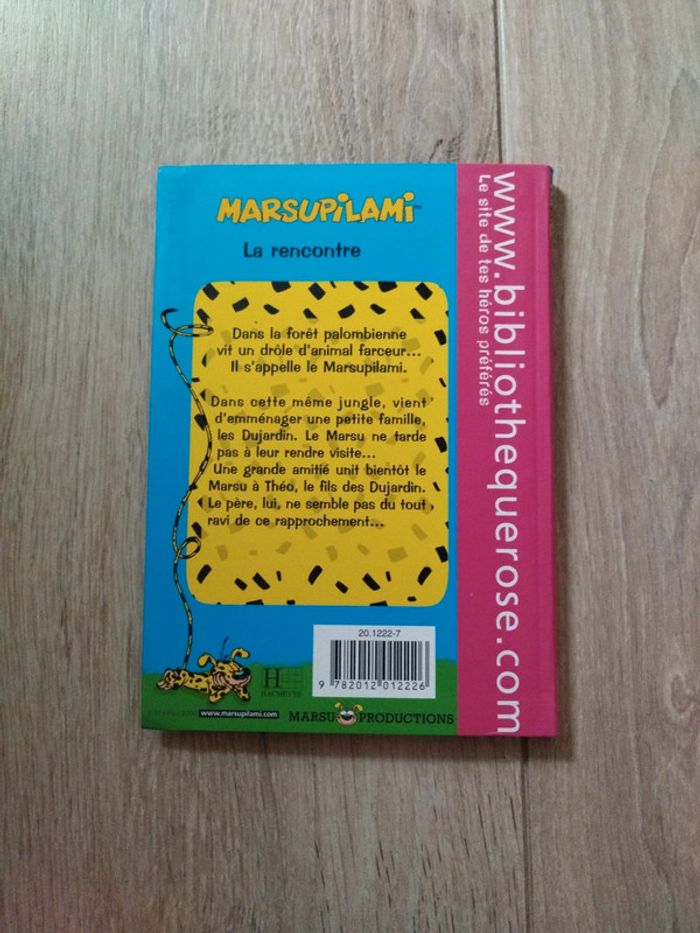 MARSUPILAMI™
La rencontre
Dans la forêt palombienne
vit un drôle d'animal farceur...
Il s'appelle le Marsupilami.
Dans cette même jungle, vient
d'emménager une petite famille,
les Dujardin. Le Marsu ne tarde
pas à leur rendre visite...
Une grande amitié unit bientôt le
Marsu à Théo, le fils des Dujardin.
Le père, lui, ne semble pas du tout
ravi de ce rapprochement...
20.1222-7
9 782012 012226
H
HACHETTE
www.marsupilami.com
MARSU PRODUCTIONS
www.bibliothequerose.com
Le site de tes héros préférés